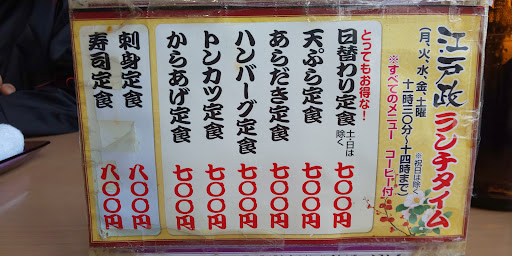 江戸政 ランチタイム
※祝日は除く
(月、火、水、金、土曜
十一時三〇分～十四時まで)
※すべてのメニュー コーヒー付
とってもお得な!
日替わり定食 土・日は除く 七〇〇円
天ぷら定食 七〇〇円
あらだき定食 七〇〇円
ハンバーグ定食 七〇〇円
トンカツ定食 七〇〇円
からあげ定食 七〇〇円
刺身定食 八〇〇円
寿司定食 八〇〇円